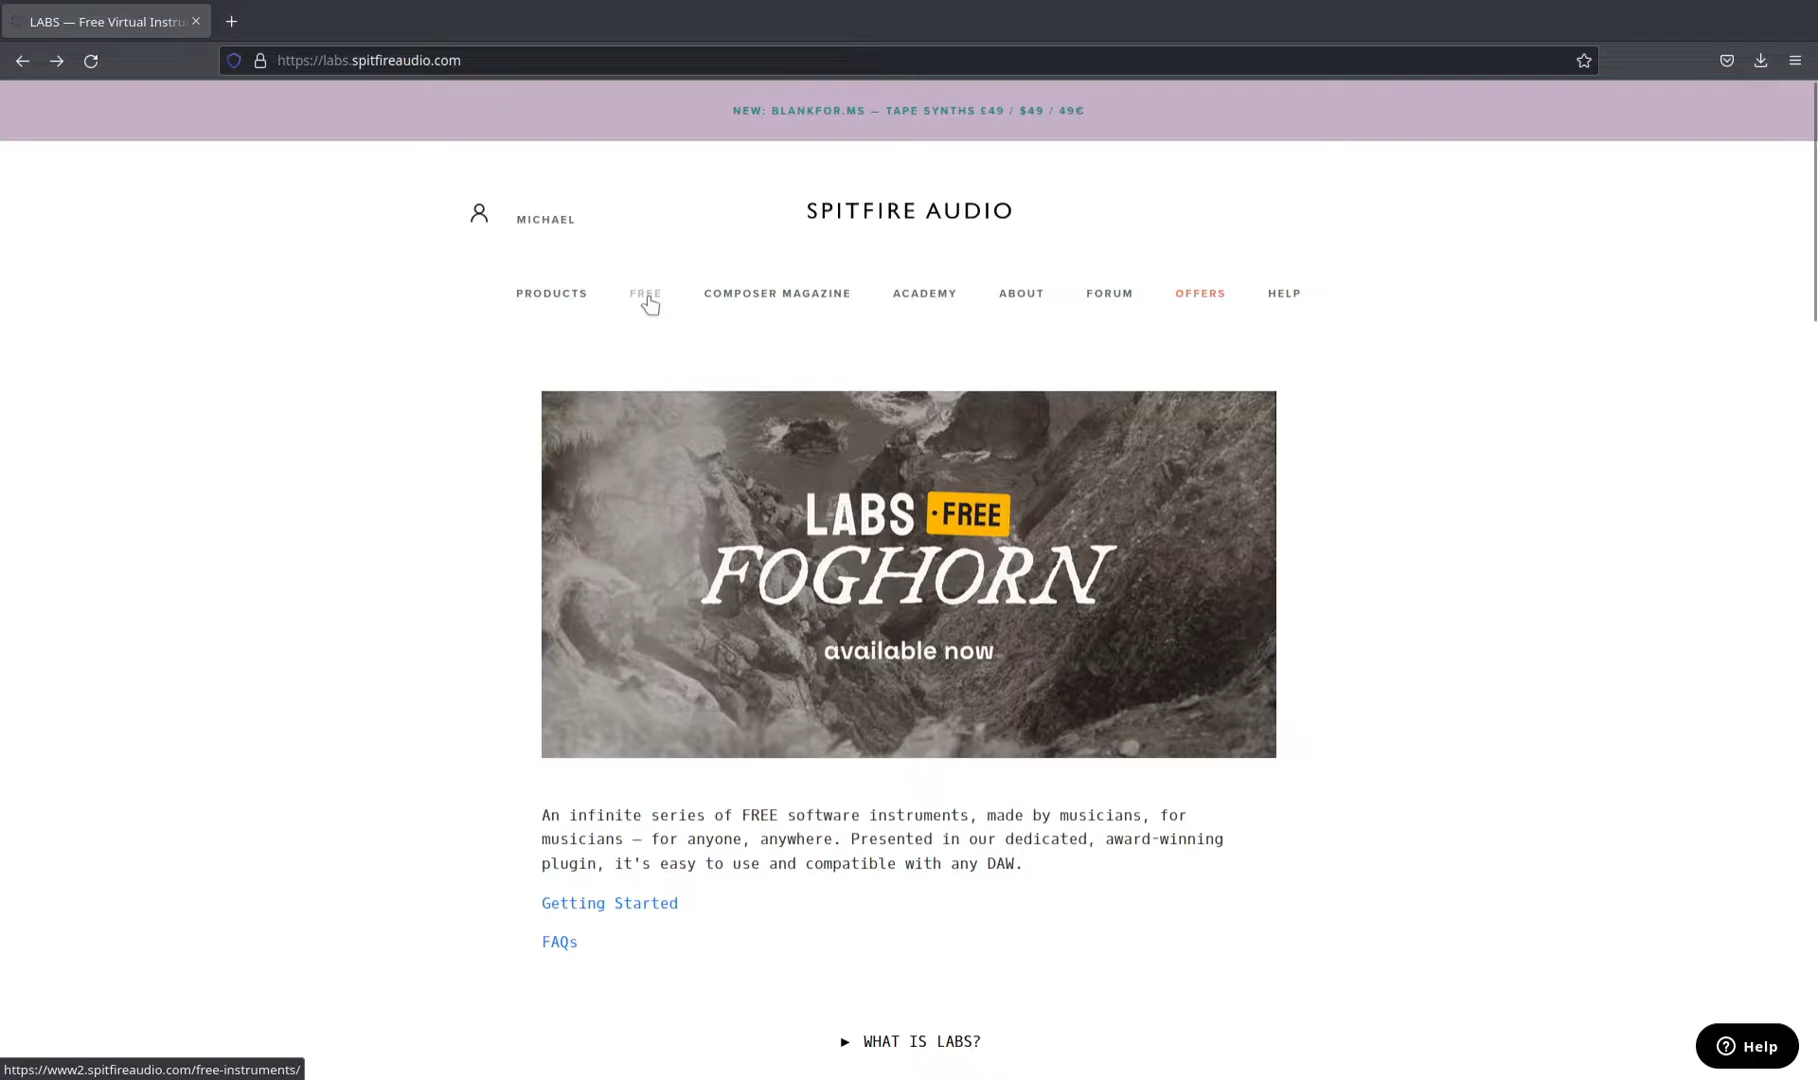 LABS — Free Virtual Instru
https://labs.spitfireaudio.com
NEW: BLANKFOR.MS — TAPE SYNTHS £49 / $49 / 49€
MICHAEL
SPITFIRE AUDIO
PRODUCTS FREE COMPOSER MAGAZINE ACADEMY ABOUT FORUM OFFERS HELP
LABS • FREE
FOGHORN
available now
An infinite series of FREE software instruments, made by musicians, for
musicians — for anyone, anywhere. Presented in our dedicated, award-winning
plugin, it's easy to use and compatible with any DAW.
Getting Started
FAQs
▶ WHAT IS LABS?
Help
https://www2.spitfireaudio.com/free-instruments/